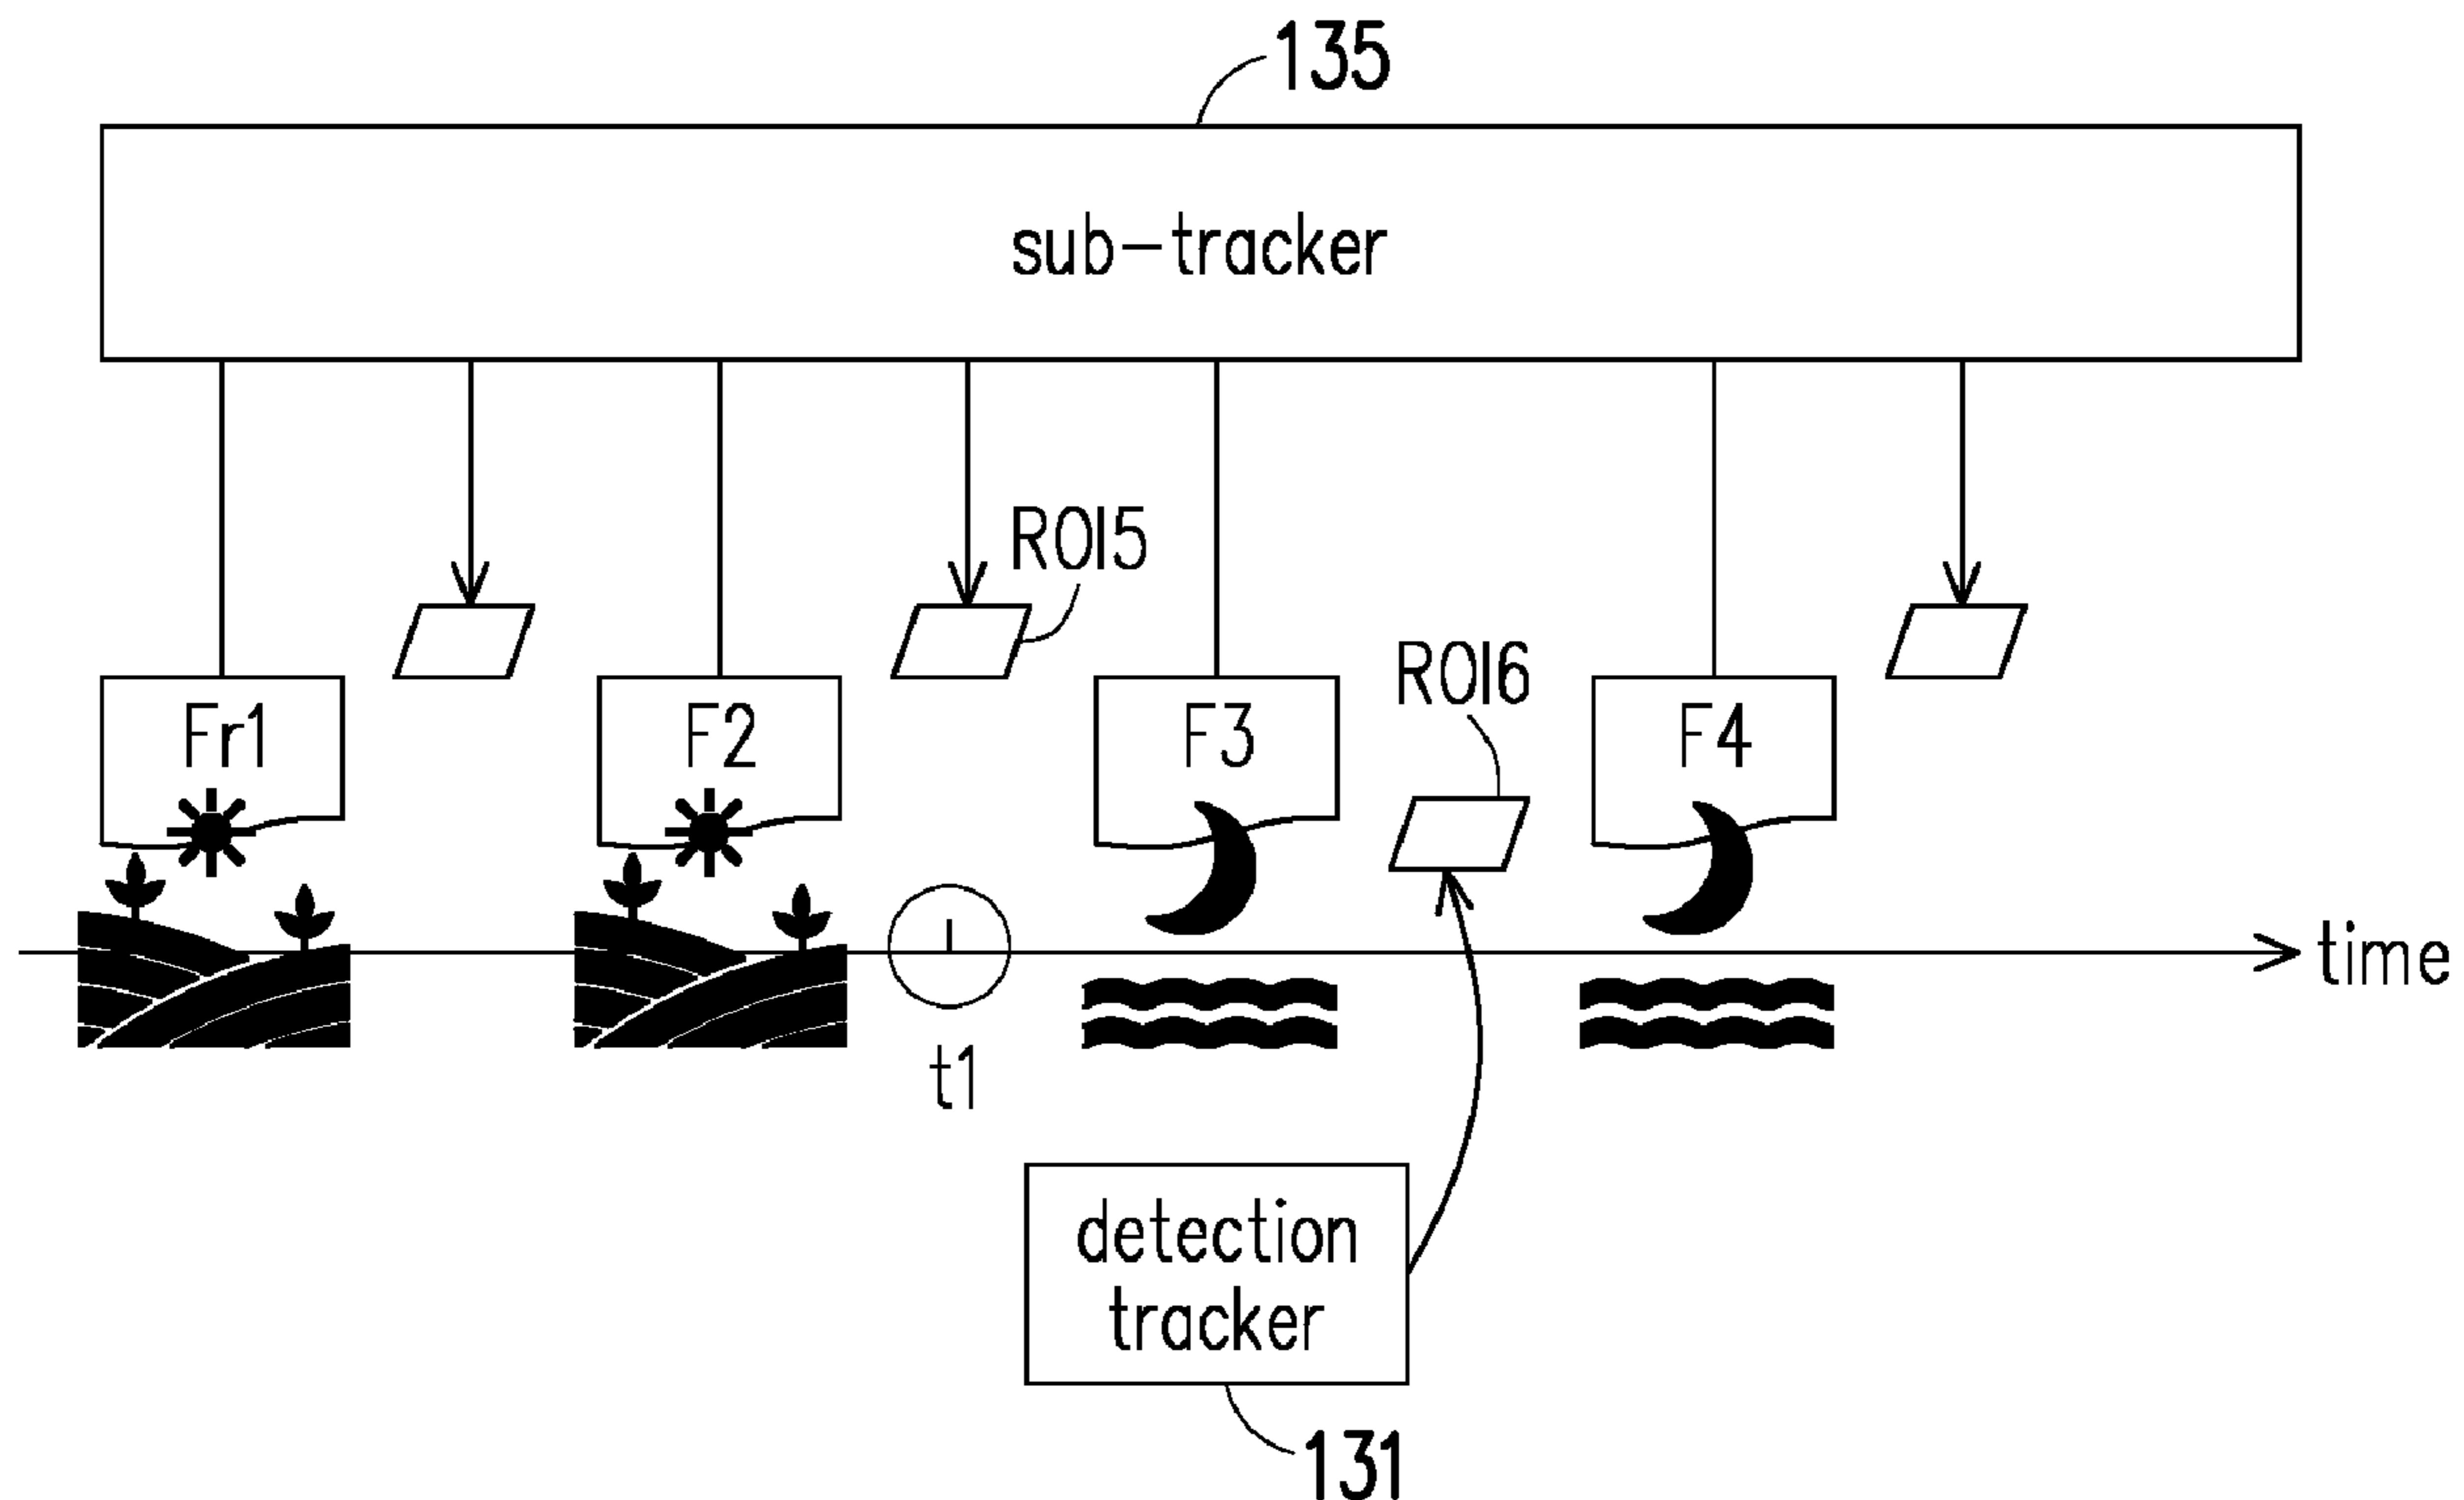 135
sub-tracker
ROI5
ROI6
Fr1
F2
F3
F4
time
t1
detection
tracker
131